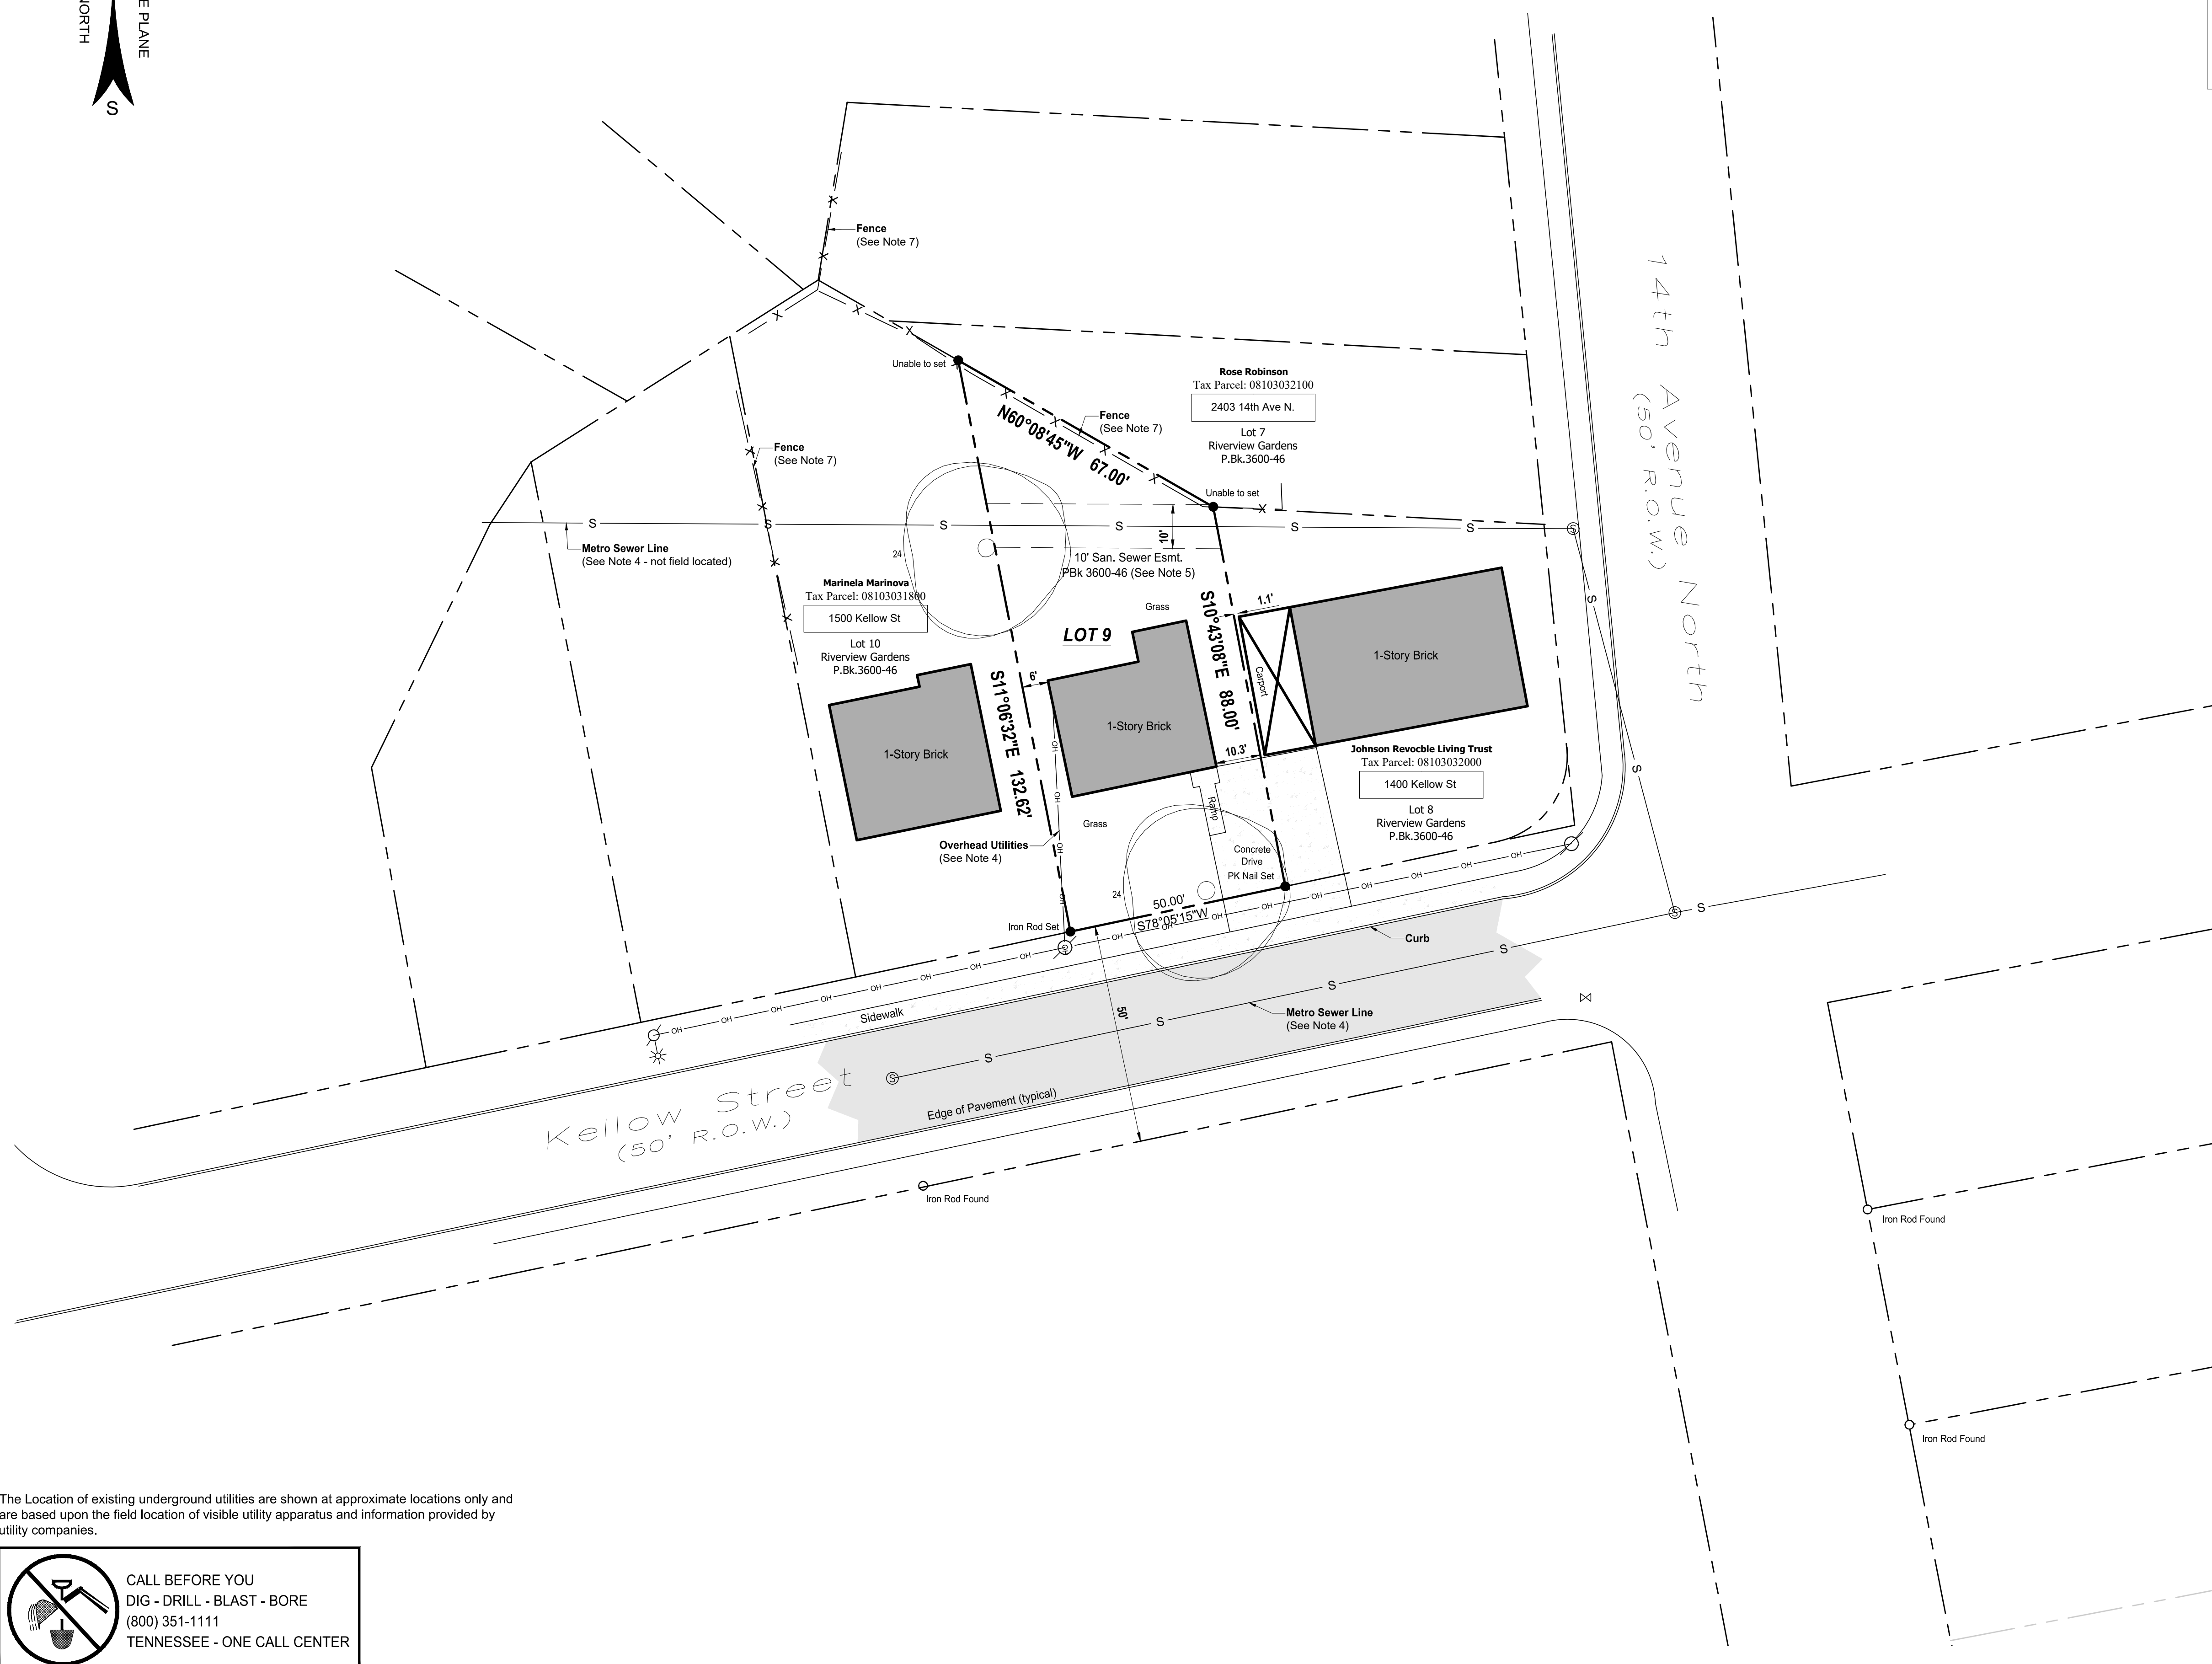 NORTH
E PLANE
S
Fence
(See Note 7)
Unable to set
Rose Robinson
Tax Parcel: 08103032100
2403 14th Ave N.
Lot 7
Riverview Gardens
P.Bk.3600-46
Fence
(See Note 7)
N60°08'45"W 67.00'
Fence
(See Note 7)
Unable to set
14th Avenue North
(50' R.O.W.)
Metro Sewer Line
(See Note 4 - not field located)
24
10'
10' San. Sewer Esmt.
PBk 3600-46 (See Note 5)
Marinela Marinova
Tax Parcel: 08103031800
1500 Kellow St
Lot 10
Riverview Gardens
P.Bk.3600-46
Grass
LOT 9
S10°43'08"E 88.00'
1.1'
Carport
1-Story Brick
6'
S11°06'32"E 132.62'
1-Story Brick
1-Story Brick
10.3'
Johnson Revocble Living Trust
Tax Parcel: 08103032000
1400 Kellow St
Lot 8
Riverview Gardens
P.Bk.3600-46
Ramp
Grass
Overhead Utilities
(See Note 4)
Concrete
Drive
PK Nail Set
24
50.00'
S78°05'15"W
Iron Rod Set
Curb
50'
Sidewalk
Metro Sewer Line
(See Note 4)
Kellow Street
(50' R.O.W.)
Edge of Pavement (typical)
Iron Rod Found
Iron Rod Found
Iron Rod Found
The Location of existing underground utilities are shown at approximate locations only and
are based upon the field location of visible utility apparatus and information provided by
utility companies.
CALL BEFORE YOU
DIG - DRILL - BLAST - BORE
(800) 351-1111
TENNESSEE - ONE CALL CENTER